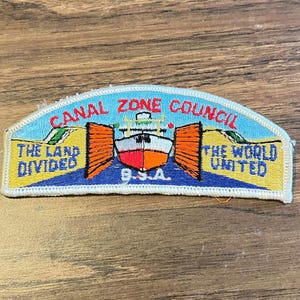 CANAL ZONE COUNCIL
THE LAND
DIVIDED
THE WORLD
UNITED
B.S.A.